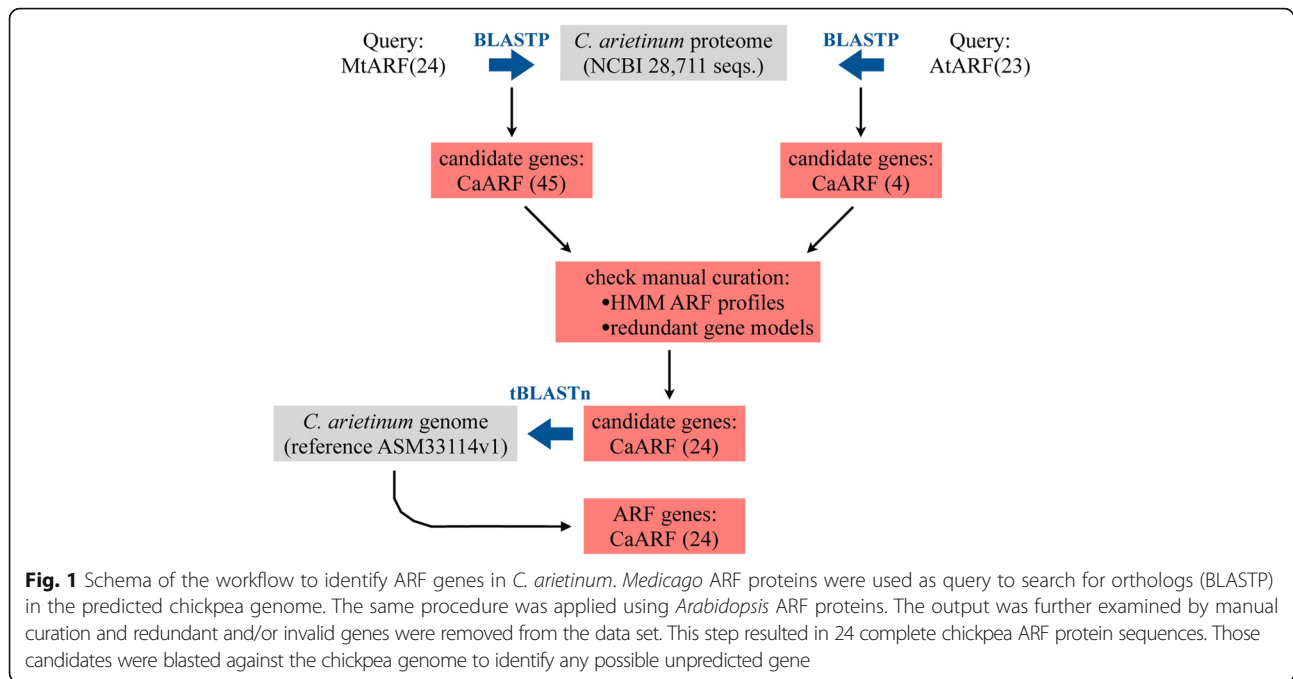 Query:
MtARF(24)
BLASTP
C. arietinum proteome
(NCBI 28,711 seqs.)
BLASTP
Query:
AtARF(23)
candidate genes:
CaARF (45)
candidate genes:
CaARF (4)
check manual curation:
•HMM ARF profiles
•redundant gene models
tBLASTn
C. arietinum genome
(reference ASM33114v1)
candidate genes:
CaARF (24)
ARF genes:
CaARF (24)
Fig. 1 Schema of the workflow to identify ARF genes in C. arietinum. Medicago ARF proteins were used as query to search for orthologs (BLASTP)
in the predicted chickpea genome. The same procedure was applied using Arabidopsis ARF proteins. The output was further examined by manual
curation and redundant and/or invalid genes were removed from the data set. This step resulted in 24 complete chickpea ARF protein sequences. Those
candidates were blasted against the chickpea genome to identify any possible unpredicted gene